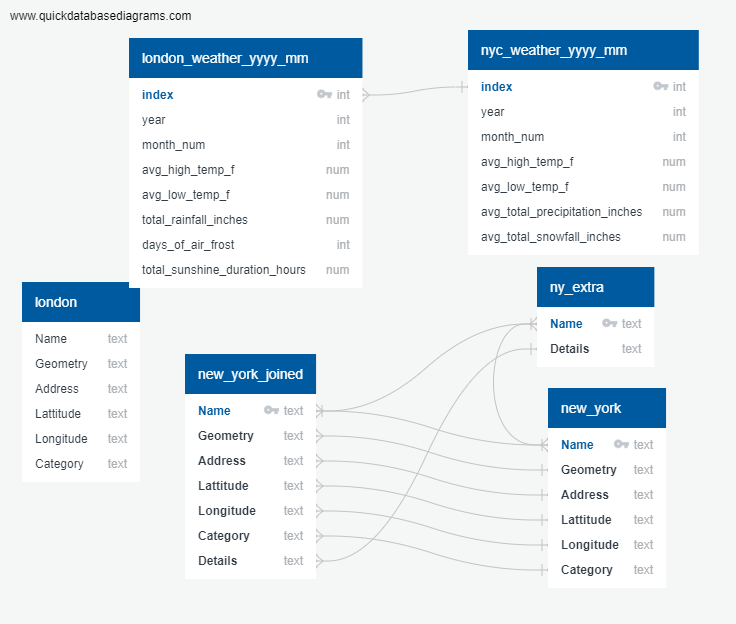 www.quickdatabasediagrams.com
london_weather_yyyy_mm
index int
year int
month_num int
avg_high_temp_f num
avg_low_temp_f num
total_rainfall_inches num
days_of_air_frost int
total_sunshine_duration_hours num
nyc_weather_yyyy_mm
index int
year int
month_num int
avg_high_temp_f num
avg_low_temp_f num
avg_total_precipitation_inches num
avg_total_snowfall_inches num
london
Name text
Geometry text
Address text
Lattitude text
Longitude text
Category text
new_york_joined
Name text
Geometry text
Address text
Lattitude text
Longitude text
Category text
Details text
ny_extra
Name text
Details text
new_york
Name text
Geometry text
Address text
Lattitude text
Longitude text
Category text